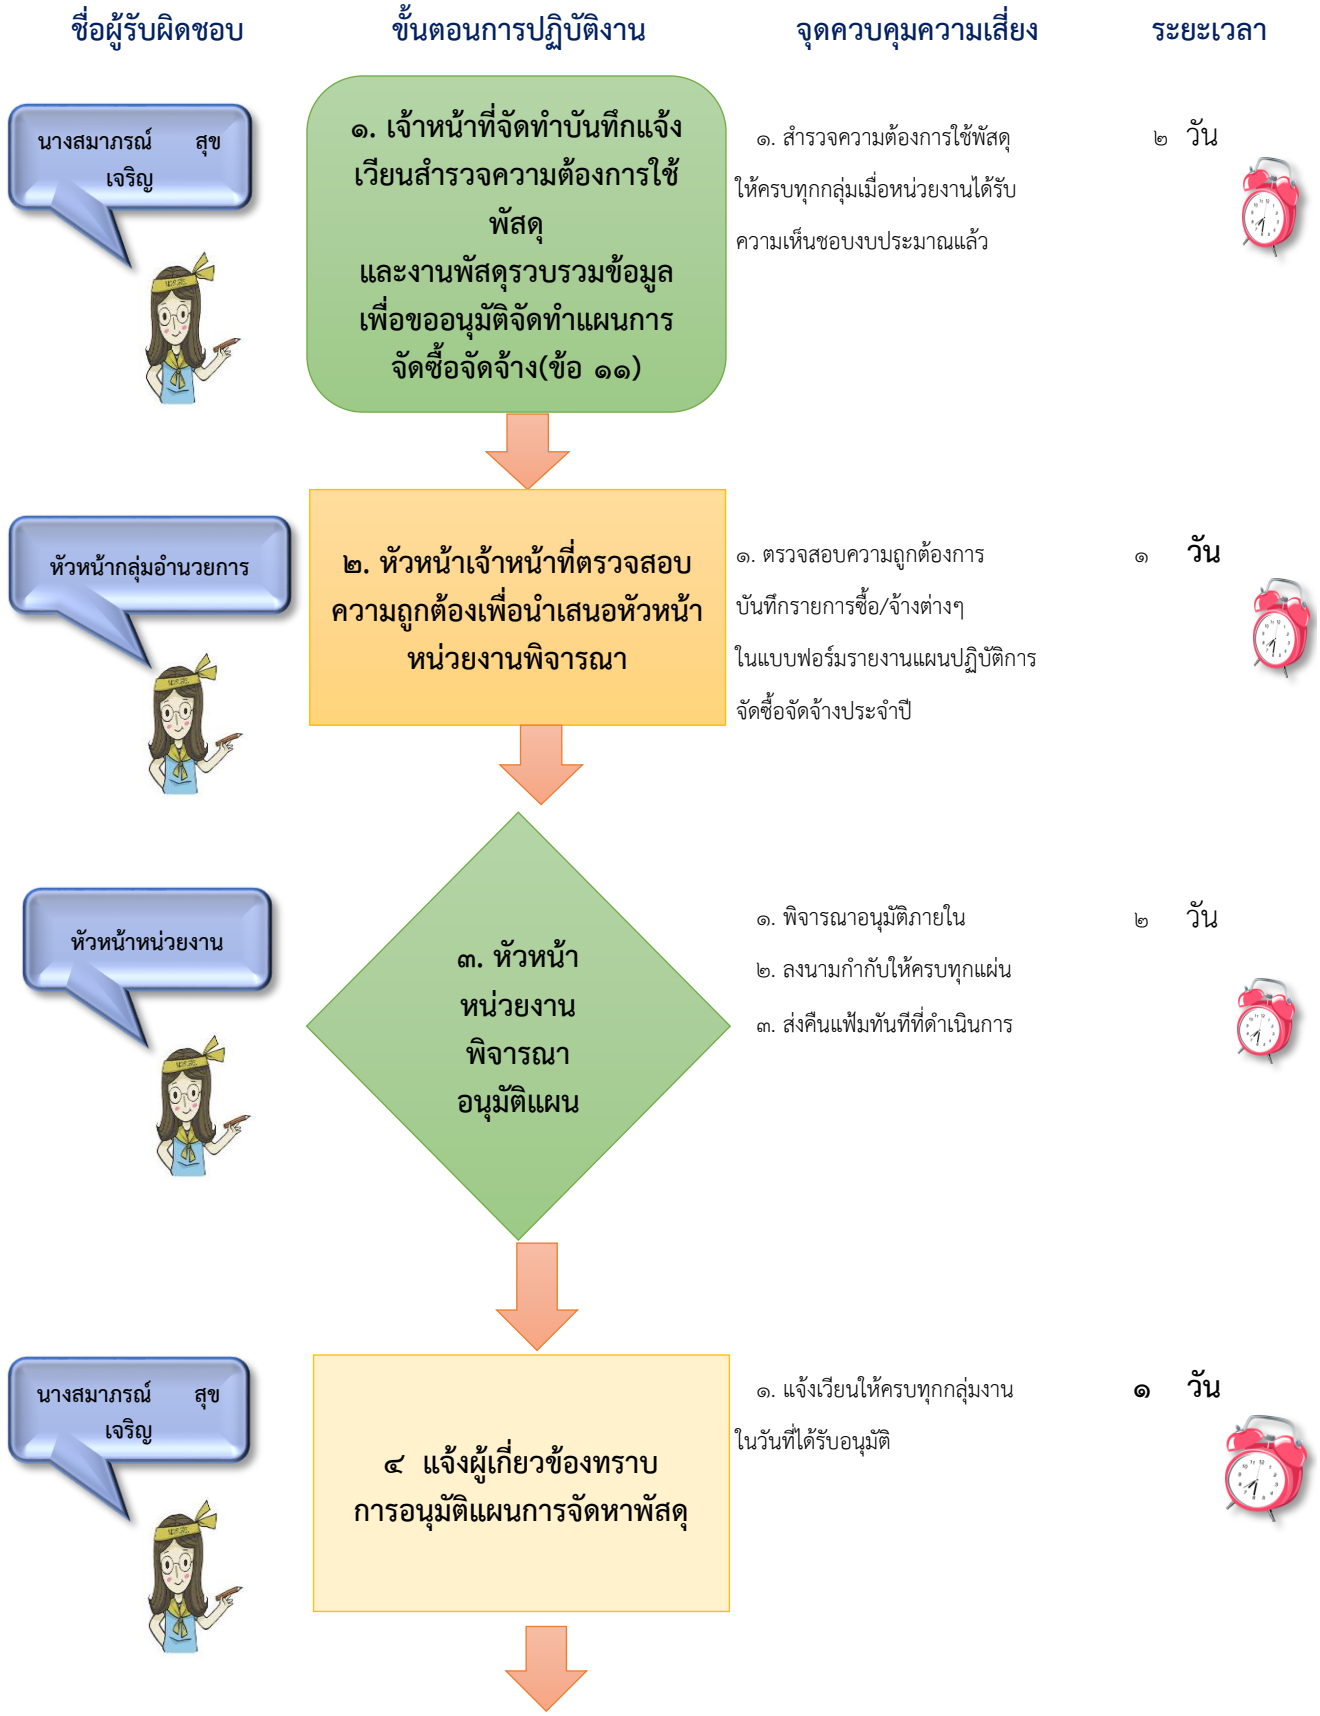 ชื่อผู้รับผิดชอบ ขั้นตอนการปฏิบัติงาน จุดควบคุมความเสี่ยง ระยะเวลา
นางสมาภรณ์ สุข
เจริญ
๑. เจ้าหน้าที่จัดทำบันทึกแจ้ง
เวียนสำรวจความต้องการใช้
พัสดุ
และงานพัสดุรวบรวมข้อมูล
เพื่อขออนุมัติจัดทำแผนการ
จัดซื้อจัดจ้าง(ข้อ ๑๑)
๑. สำรวจความต้องการใช้พัสดุ
ให้ครบทุกกลุ่มเมื่อหน่วยงานได้รับ
ความเห็นชอบงบประมาณแล้ว
๒ วัน
หัวหน้ากลุ่มอำนวยการ
๒. หัวหน้าเจ้าหน้าที่ตรวจสอบ
ความถูกต้องเพื่อนำเสนอหัวหน้า
หน่วยงานพิจารณา
๑. ตรวจสอบความถูกต้องการ
บันทึกรายการซื้อ/จ้างต่างๆ
ในแบบฟอร์มรายงานแผนปฏิบัติการ
จัดซื้อจัดจ้างประจำปี
๑ วัน
หัวหน้าหน่วยงาน
๓. หัวหน้า
หน่วยงาน
พิจารณา
อนุมัติแผน
๑. พิจารณาอนุมัติภายใน
๒. ลงนามกำกับให้ครบทุกแผ่น
๓. ส่งคืนแฟ้มทันทีที่ดำเนินการ
๒ วัน
นางสมาภรณ์ สุข
เจริญ
๔ แจ้งผู้เกี่ยวข้องทราบ
การอนุมัติแผนการจัดหาพัสดุ
๑. แจ้งเวียนให้ครบทุกกลุ่มงาน
ในวันที่ได้รับอนุมัติ
๑ วัน